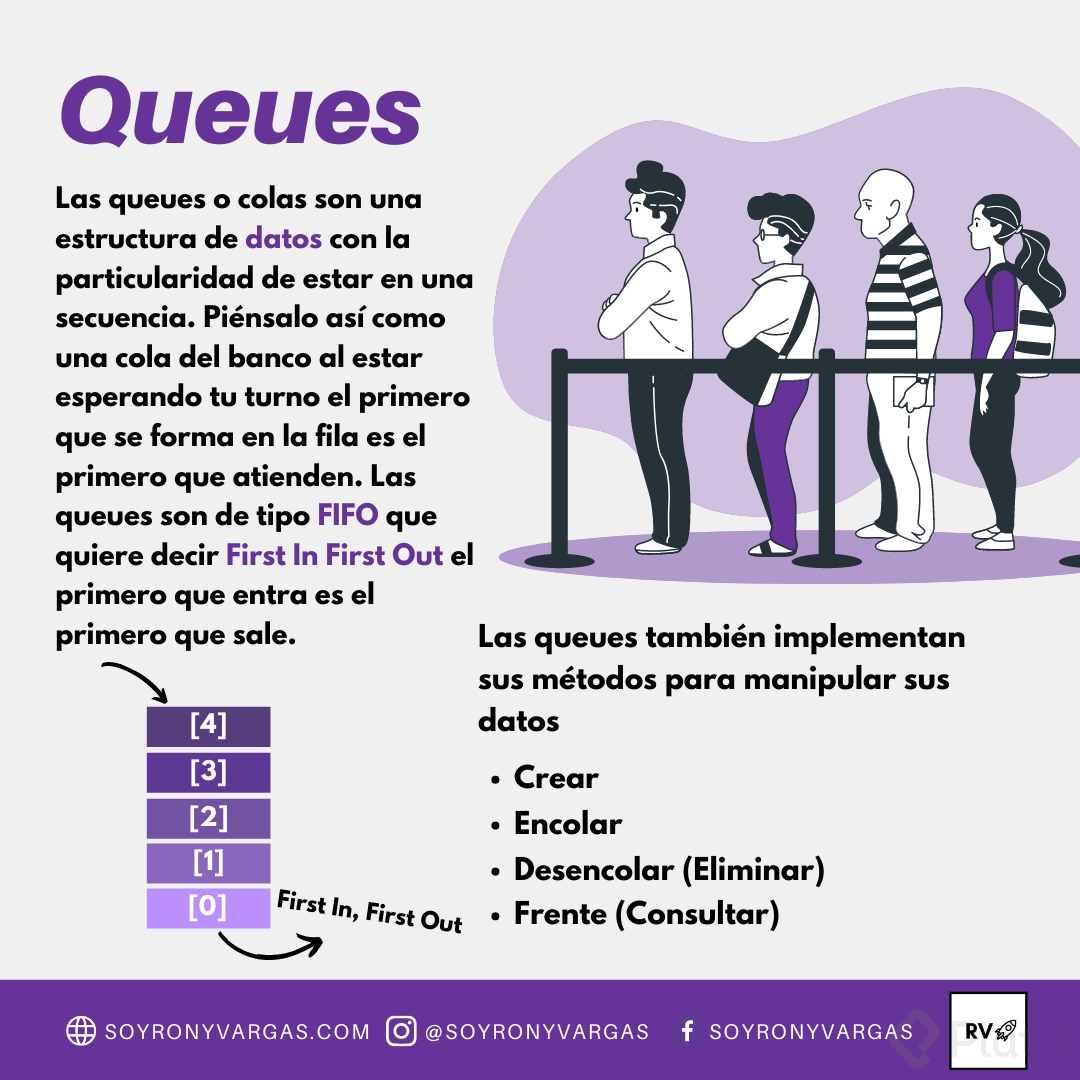 Queues
Las queues o colas son una
estructura de datos con la
particularidad de estar en una
secuencia. Piénsalo así como
una cola del banco al estar
esperando tu turno el primero
que se forma en la fila es el
primero que atienden. Las
queues son de tipo FIFO que
quiere decir First In First Out el
primero que entra es el
primero que sale.
[4]
[3]
[2]
[1]
[0]
First In, First Out
Las queues también implementan
sus métodos para manipular sus
datos
• Crear
• Encolar
• Desencolar (Eliminar)
• Frente (Consultar)
SOYRONYVARGAS.COM
@SOYRONYVARGAS
SOYRONYVARGAS
RV